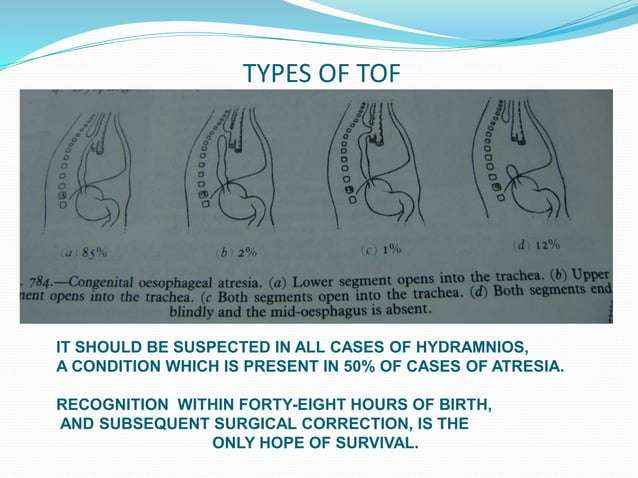 TYPES OF TOF
(a) 85%
(b) 2%
(c) 1%
(d) 12%
. 784.—Congenital oesophageal atresia. (a) Lower segment opens into the trachea. (b) Upper
ment opens into the trachea. (c Both segments open into the trachea. (d) Both segments end
blindly and the mid-oesphagus is absent.
IT SHOULD BE SUSPECTED IN ALL CASES OF HYDRAMNIOS,
A CONDITION WHICH IS PRESENT IN 50% OF CASES OF ATRESIA.
RECOGNITION WITHIN FORTY-EIGHT HOURS OF BIRTH,
AND SUBSEQUENT SURGICAL CORRECTION, IS THE
ONLY HOPE OF SURVIVAL.